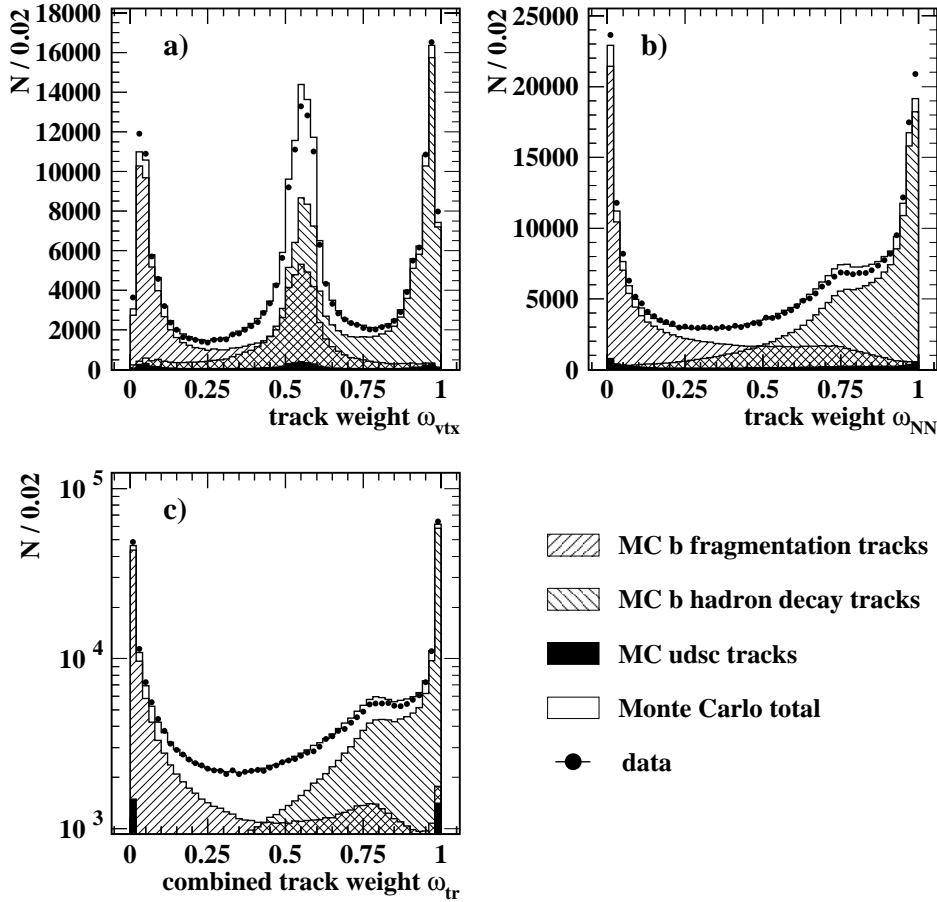 a)
N / 0.02
18000
16000
14000
12000
10000
8000
6000
4000
2000
0
0 0.25 0.5 0.75 1
track weight ωvtx
b)
N / 0.02
25000
20000
15000
10000
5000
0
0 0.25 0.5 0.75 1
track weight ωNN
c)
N / 0.02
10^5
10^4
10^3
0 0.25 0.5 0.75 1
combined track weight ωtr
MC b fragmentation tracks
MC b hadron decay tracks
MC udsc tracks
Monte Carlo total
data